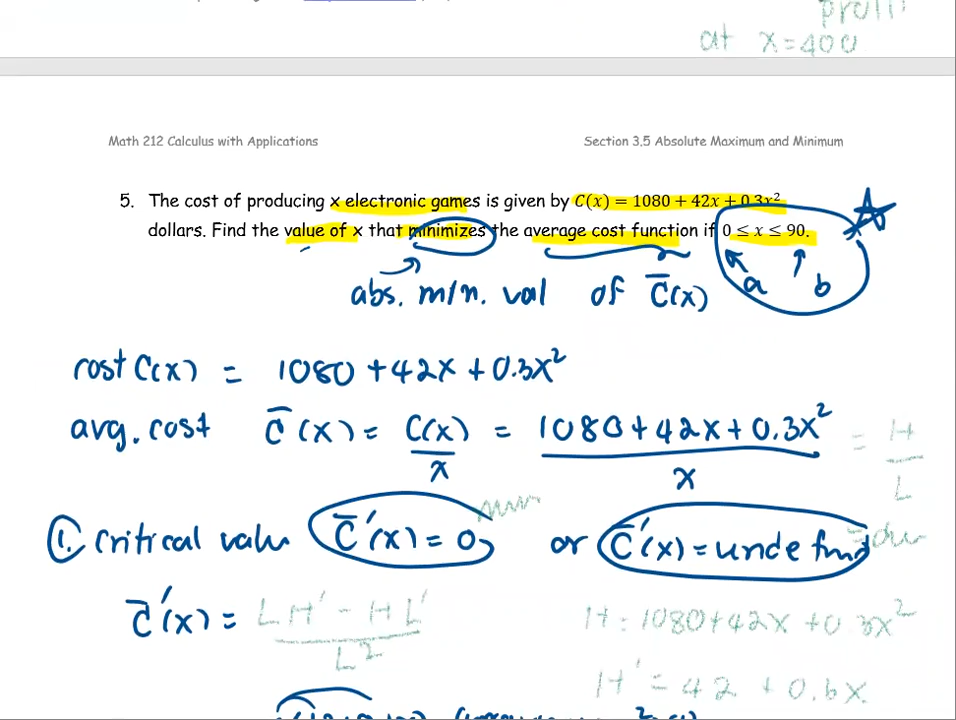 profit
at x=400
Math 212 Calculus with Applications Section 3.5 Absolute Maximum and Minimum
5. The cost of producing x electronic games is given by C(x) = 1080 + 42x + 0.3x²
dollars. Find the value of x that minimizes the average cost function if 0 ≤ x ≤ 90.
abs. min. val of C̅(x) a b
cost C(x) = 1080 + 42x + 0.3x²
avg. cost C̅(x) = C(x)/x = (1080 + 42x + 0.3x²)/x = H/L
1. critical value C̅'(x) = 0, or C̅'(x) = undefind
C̅'(x) = (LH' - HL')/L² H = 1080 + 42x + 0.3x²
H' = 42 + 0.6x